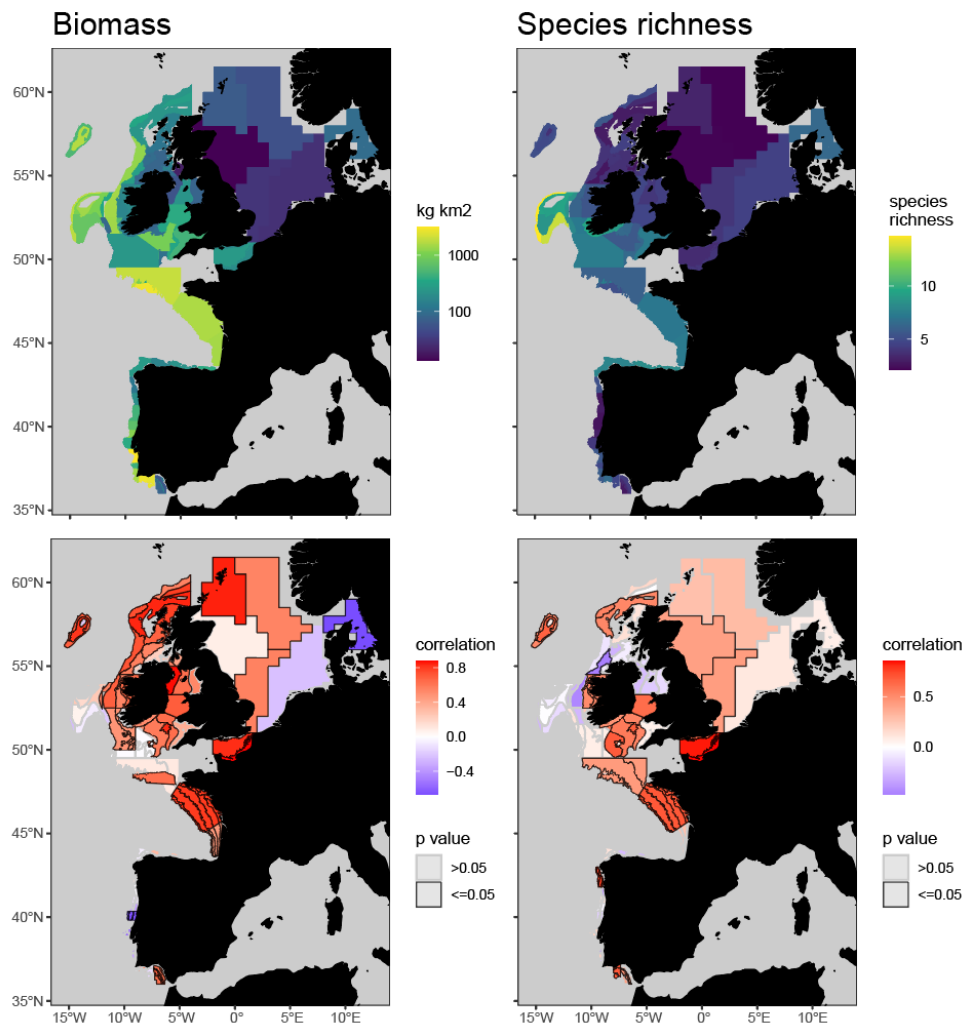 Biomass
Species richness
60°N
55°N
50°N
45°N
40°N
35°N
kg km2
1000
100
species
richness
10
5
60°N
55°N
50°N
45°N
40°N
35°N
15°W 10°W 5°W 0° 5°E 10°E
correlation
0.8
0.4
0.0
−0.4
p value
>0.05
<=0.05
15°W 10°W 5°W 0° 5°E 10°E
correlation
0.5
0.0
p value
>0.05
<=0.05